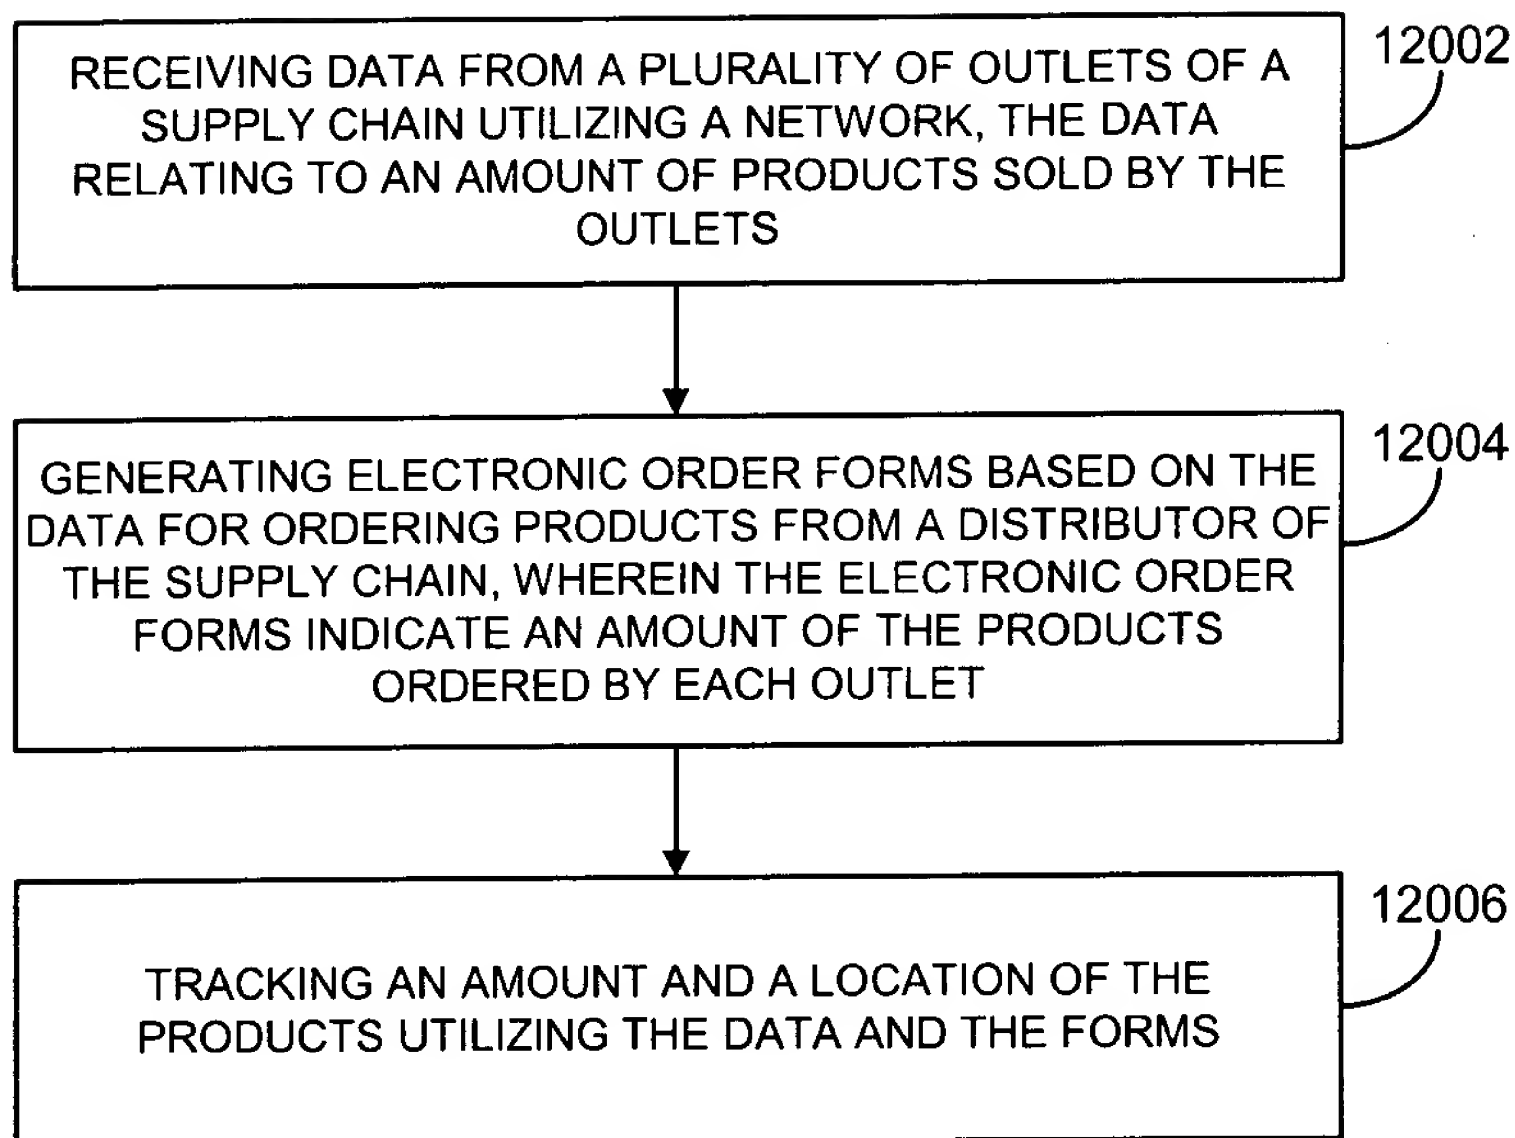 RECEIVING DATA FROM A PLURALITY OF OUTLETS OF A
SUPPLY CHAIN UTILIZING A NETWORK, THE DATA
RELATING TO AN AMOUNT OF PRODUCTS SOLD BY THE
OUTLETS
12002
GENERATING ELECTRONIC ORDER FORMS BASED ON THE
DATA FOR ORDERING PRODUCTS FROM A DISTRIBUTOR OF
THE SUPPLY CHAIN, WHEREIN THE ELECTRONIC ORDER
FORMS INDICATE AN AMOUNT OF THE PRODUCTS
ORDERED BY EACH OUTLET
12004
TRACKING AN AMOUNT AND A LOCATION OF THE
PRODUCTS UTILIZING THE DATA AND THE FORMS
12006